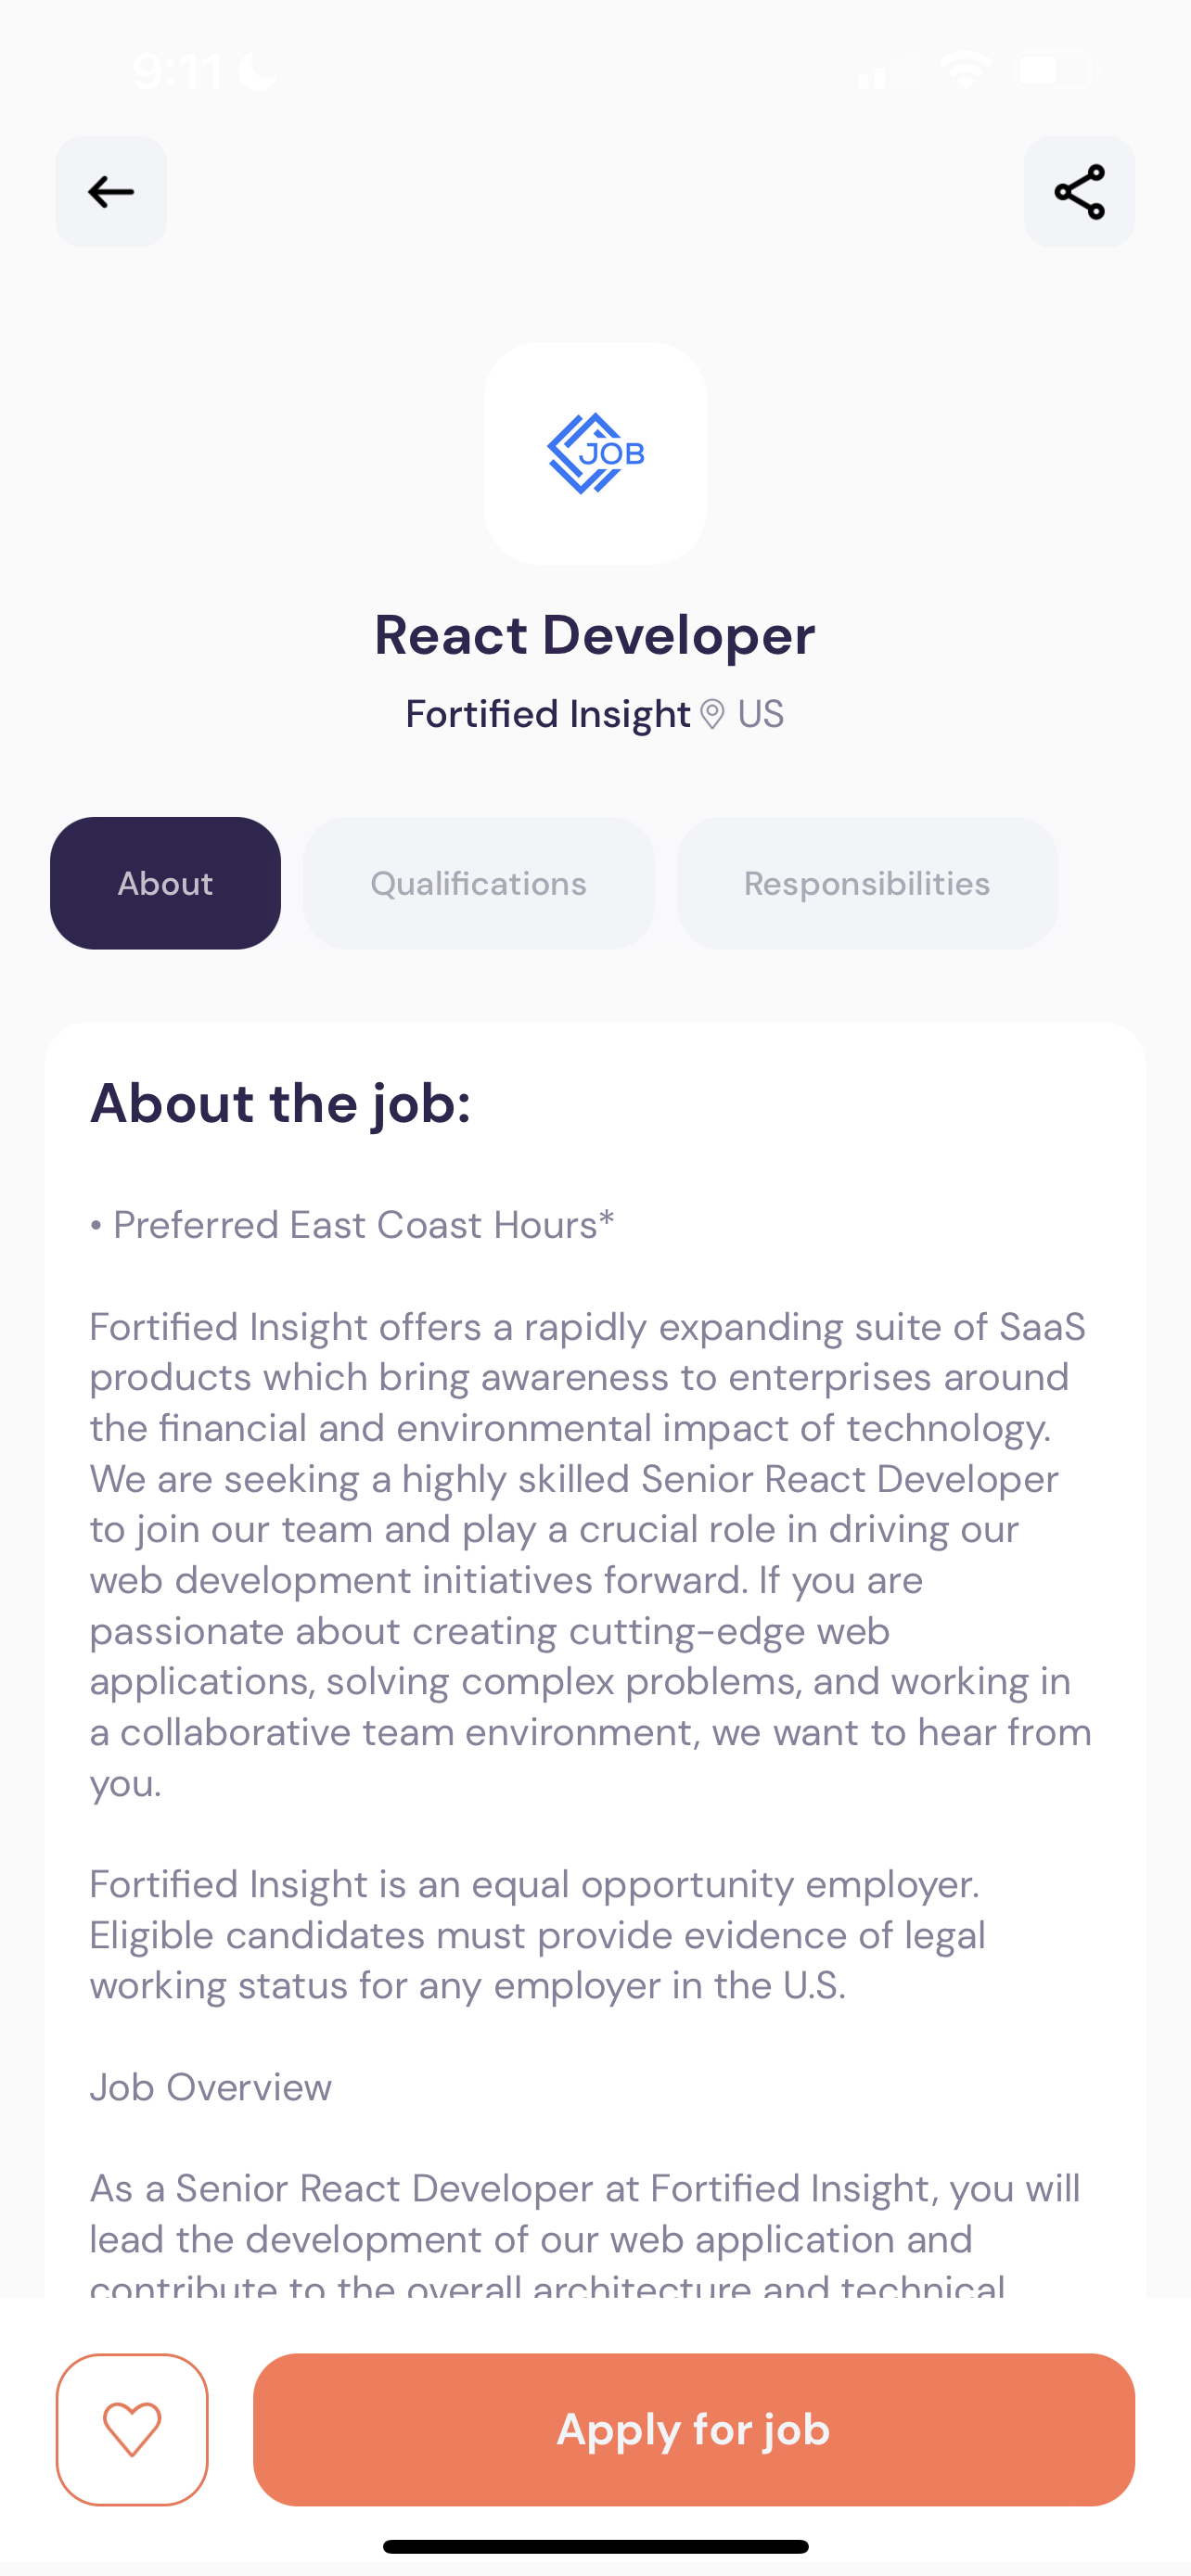 9:11
JOB
React Developer
Fortified Insight US
About Qualifications Responsibilities
About the job:
• Preferred East Coast Hours*
Fortified Insight offers a rapidly expanding suite of SaaS
products which bring awareness to enterprises around
the financial and environmental impact of technology.
We are seeking a highly skilled Senior React Developer
to join our team and play a crucial role in driving our
web development initiatives forward. If you are
passionate about creating cutting-edge web
applications, solving complex problems, and working in
a collaborative team environment, we want to hear from
you.
Fortified Insight is an equal opportunity employer.
Eligible candidates must provide evidence of legal
working status for any employer in the U.S.
Job Overview
As a Senior React Developer at Fortified Insight, you will
lead the development of our web application and
contribute to the overall architecture and technical
Apply for job